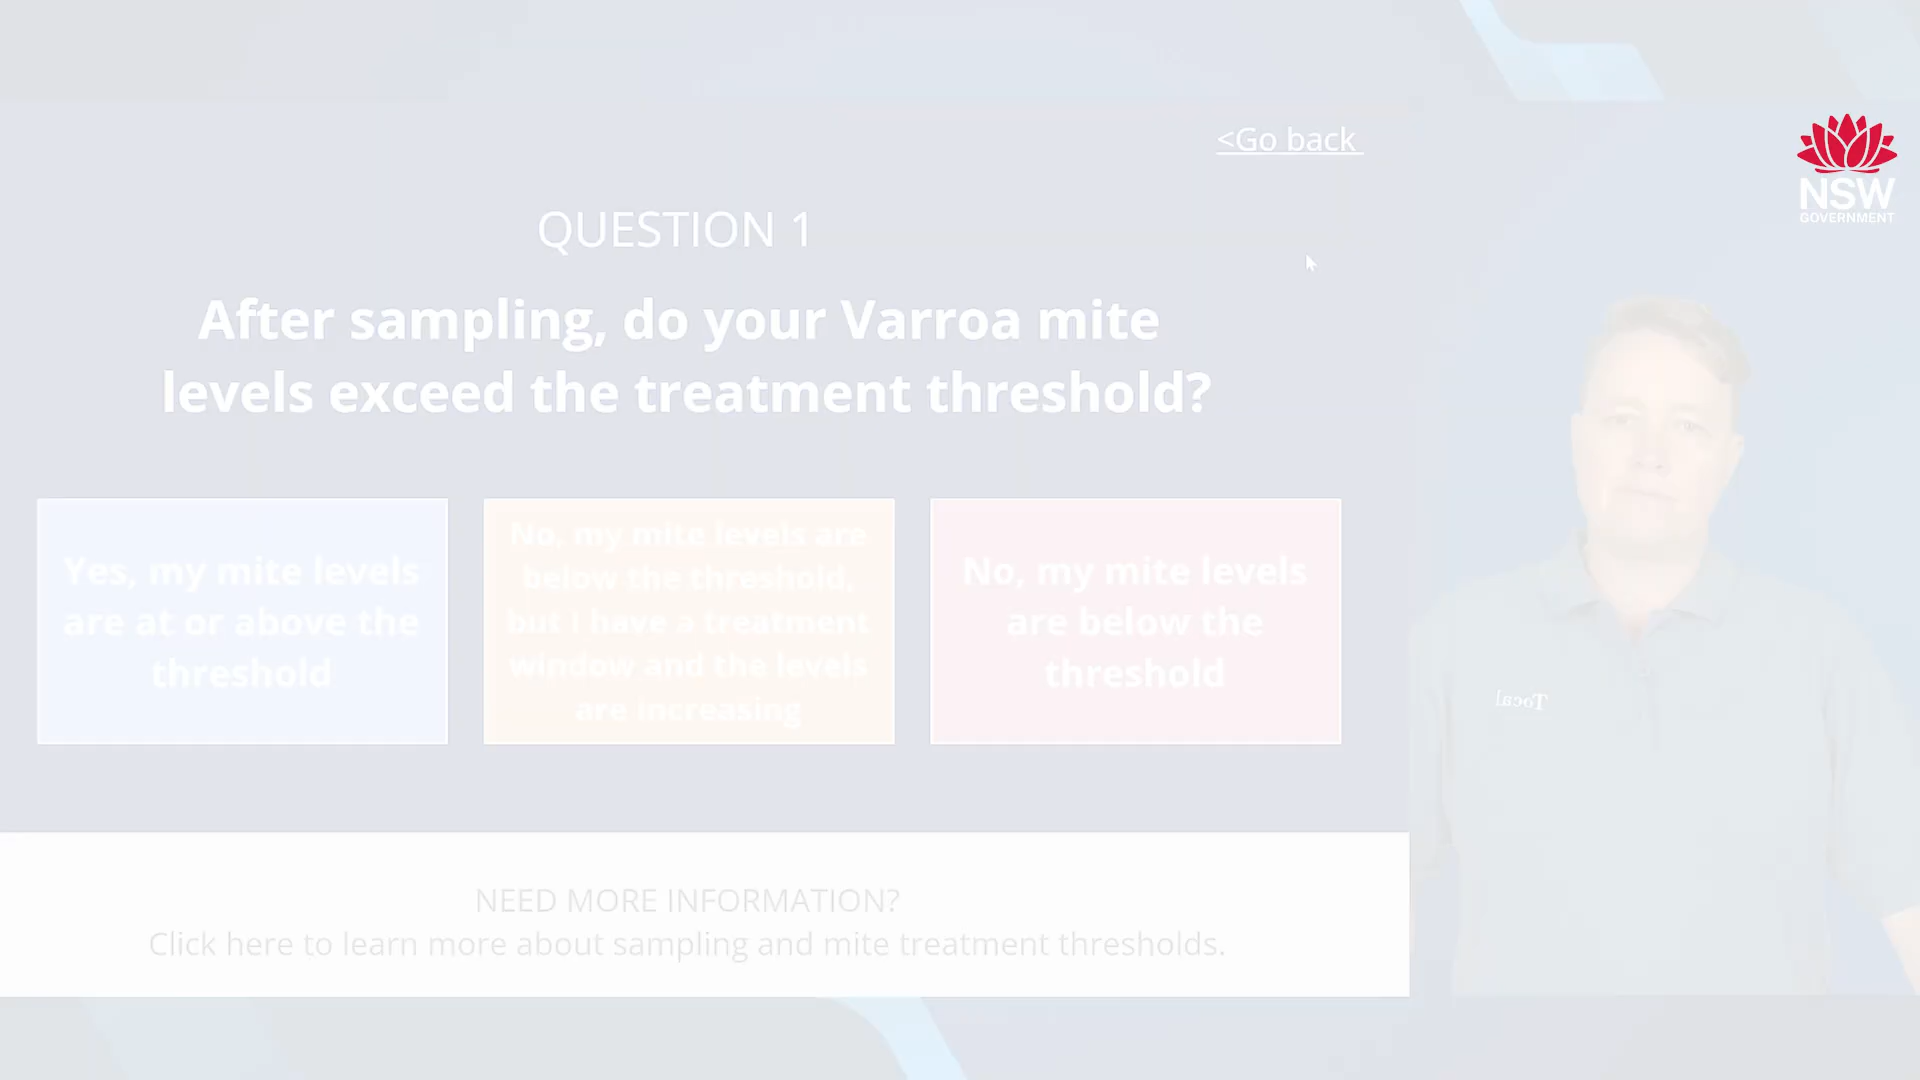 <Go back
NSW
GOVERNMENT
QUESTION 1
After sampling, do your Varroa mite
levels exceed the treatment threshold?
Yes, my mite levels
are at or above the
threshold
No, my mite levels are
below the threshold,
but I have a treatment
window and the levels
are increasing
No, my mite levels
are below the
threshold
Tocal
NEED MORE INFORMATION?
Click here to learn more about sampling and mite treatment thresholds.